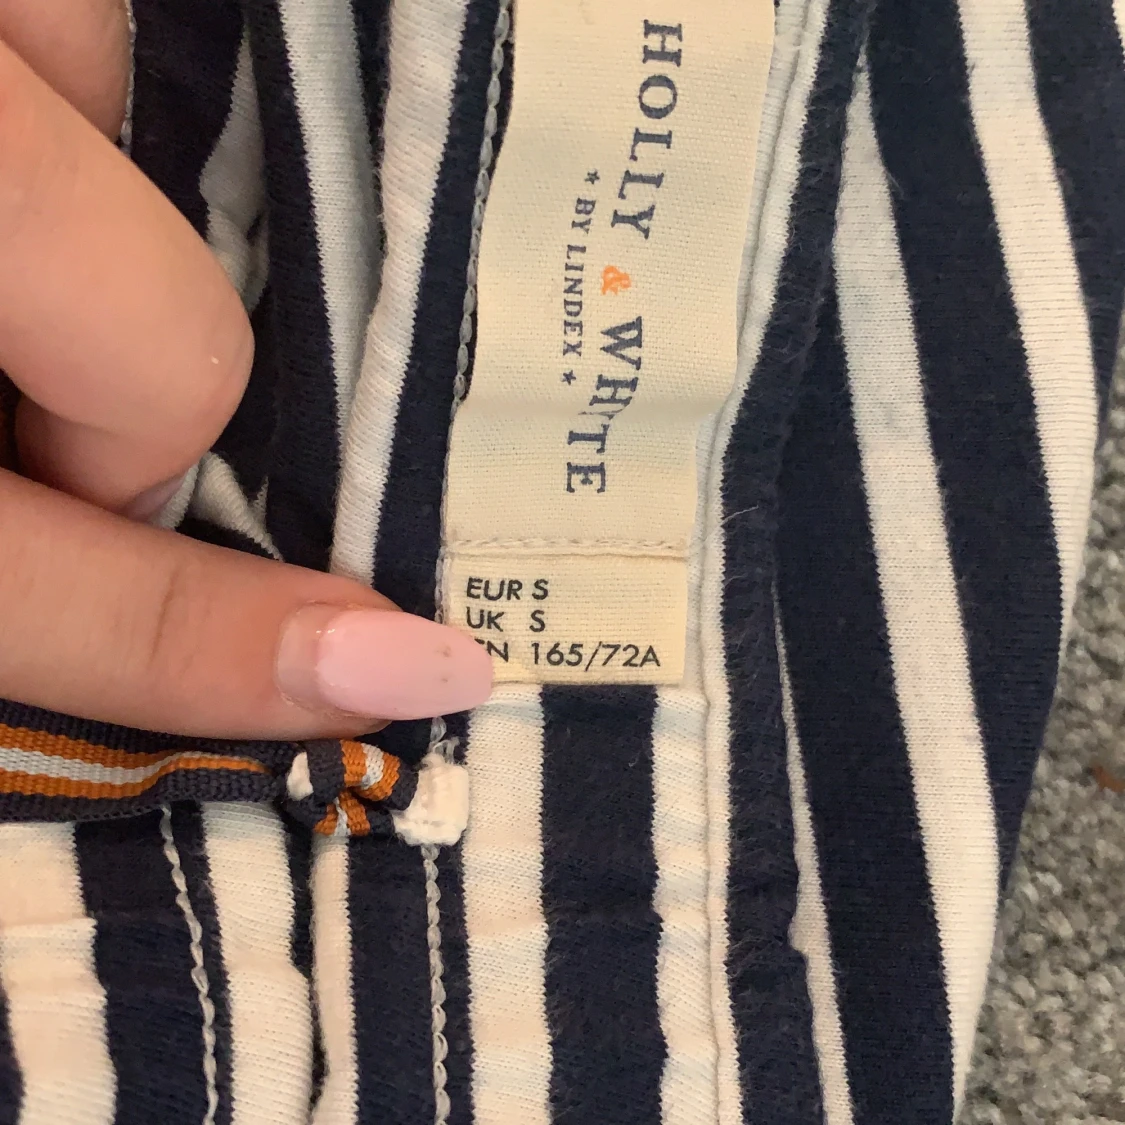 HOLLY & WHITE
* BY LINDEX *
EUR S
UK S
165/72A